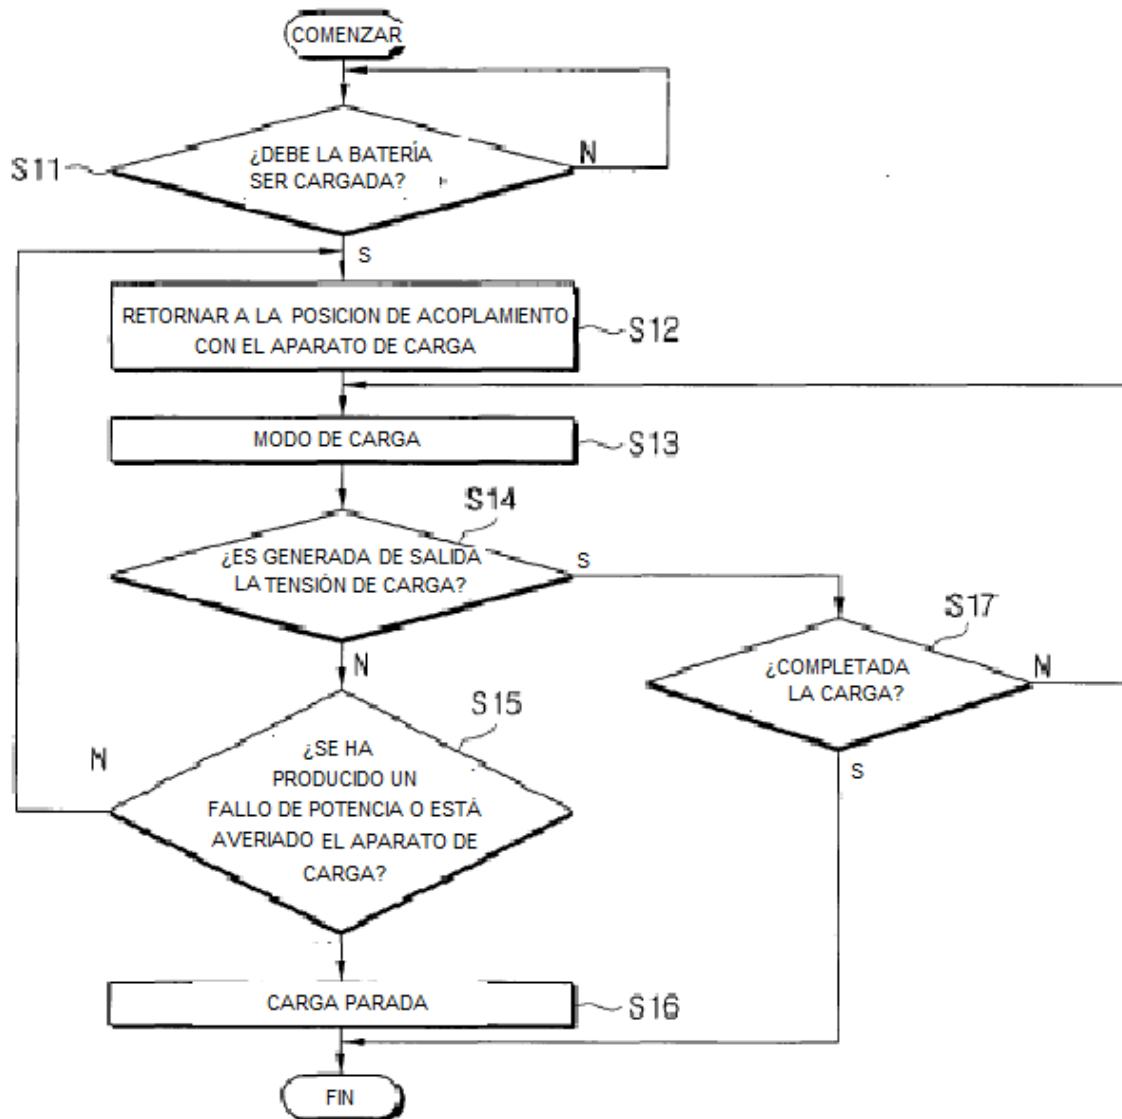 COMENZAR
¿DEBE LA BATERÍA
SER CARGADA?
N
S11
S
RETORNAR A LA POSICION DE ACOPLAMIENTO
CON EL APARATO DE CARGA
S12
MODO DE CARGA
S13
S14
¿ES GENERADA DE SALIDA
LA TENSIÓN DE CARGA?
S
N
S17
¿COMPLETADA
LA CARGA?
N
S
S15
N
¿SE HA
PRODUCIDO UN
FALLO DE POTENCIA O ESTÁ
AVERIADO EL APARATO DE
CARGA?
CARGA PARADA
S16
FIN